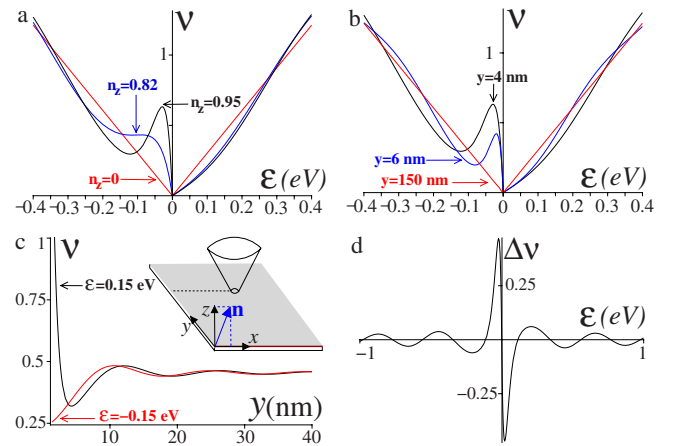 a
ν
1
n_z=0.82
n_z=0.95
n_z=0
ε(eV)
−0.4 −0.3 −0.2 −0.1 0 0.1 0.2 0.3 0.4
b
ν
1
y=4 nm
y=6 nm
y=150 nm
ε(eV)
−0.4 −0.3 −0.2 −0.1 0 0.1 0.2 0.3 0.4
c
ν
1.0
0.75
0.5
0.25
ε=0.15 eV
ε=−0.15 eV
z
n
y
x
y(nm)
0 10 20 30 40
d
Δν
0.25
ε(eV)
−1
1
−0.25